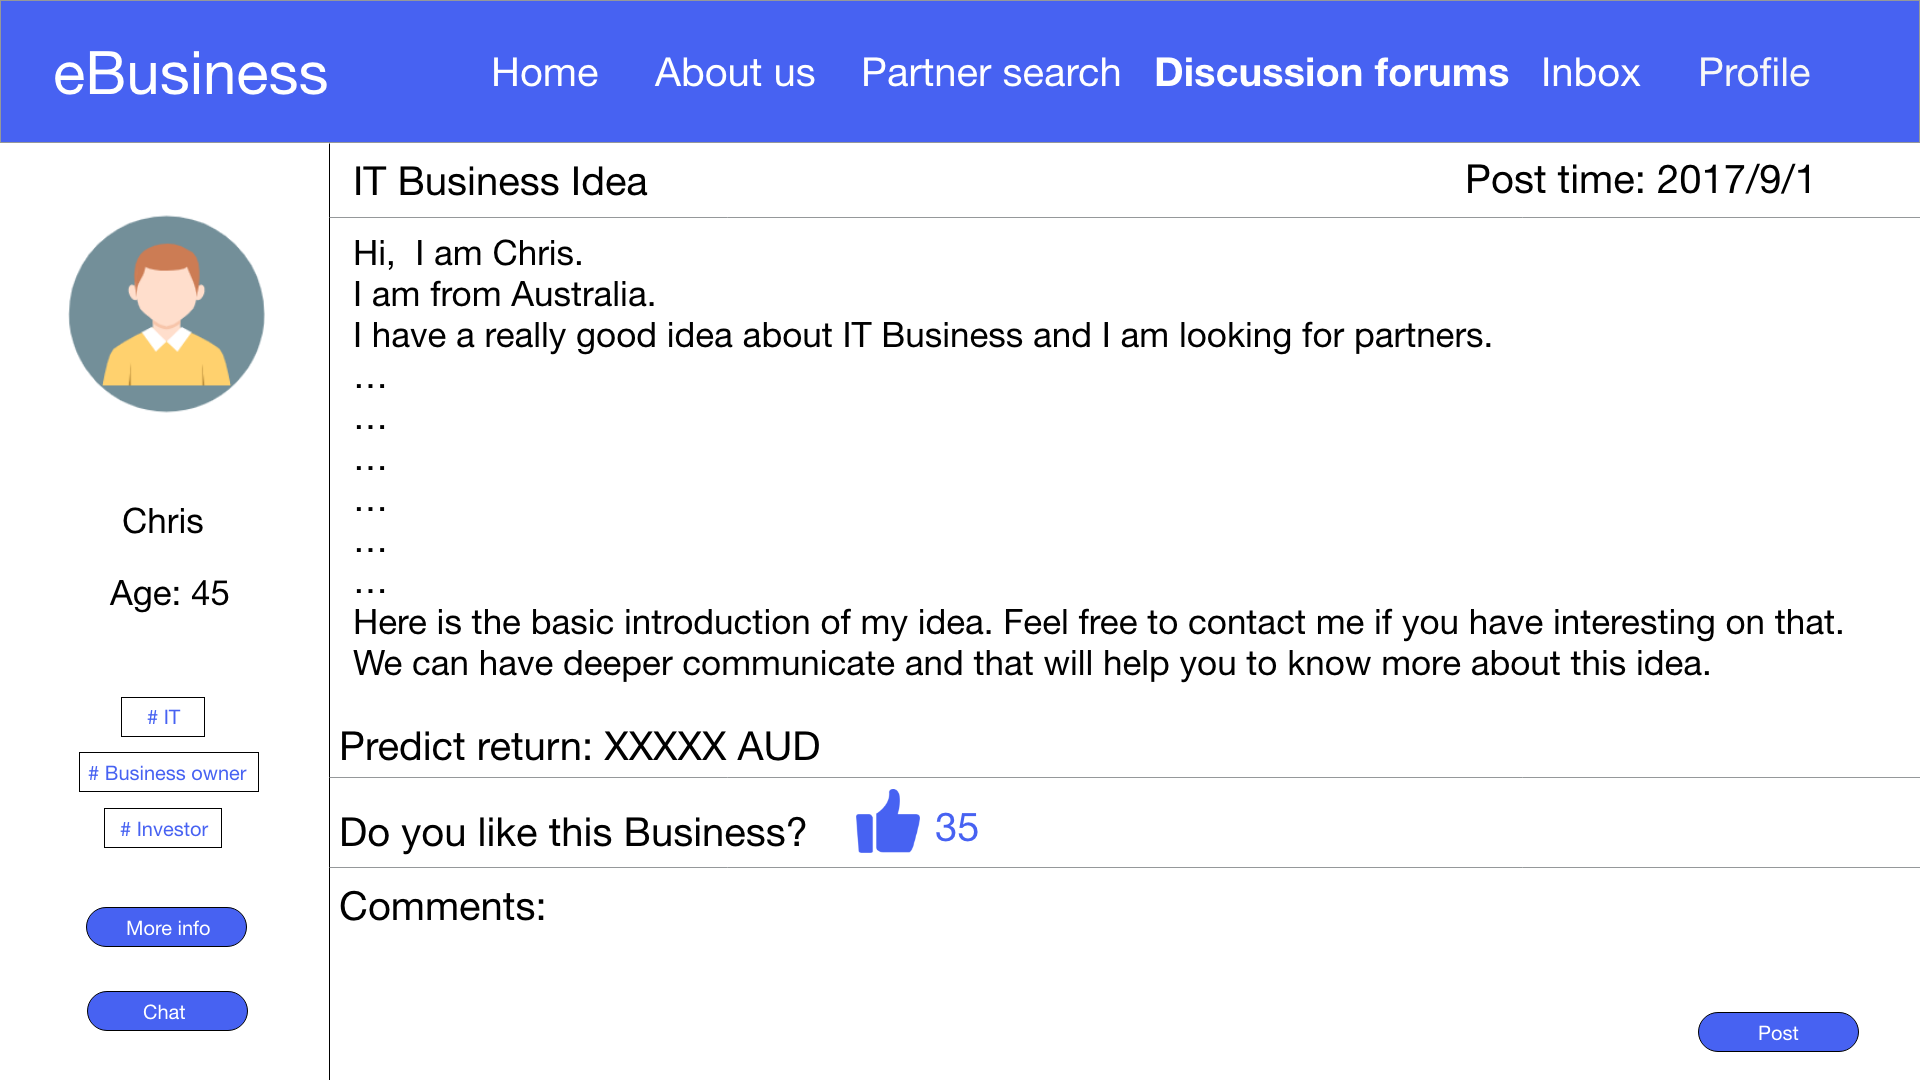 eBusiness
Home
About us
Partner search
Discussion forums
Inbox
Profile
IT Business Idea
Post time: 2017/9/1
Hi,  I am Chris.
I am from Australia.
I have a really good idea about IT Business and I am looking for partners.
...
...
...
...
...
...
Here is the basic introduction of my idea. Feel free to contact me if you have interesting on that.
We can have deeper communicate and that will help you to know more about this idea.
Predict return: XXXXX AUD
Do you like this Business?
35
Comments:
Post
Chris
Age: 45
# IT
# Business owner
# Investor
More info
Chat